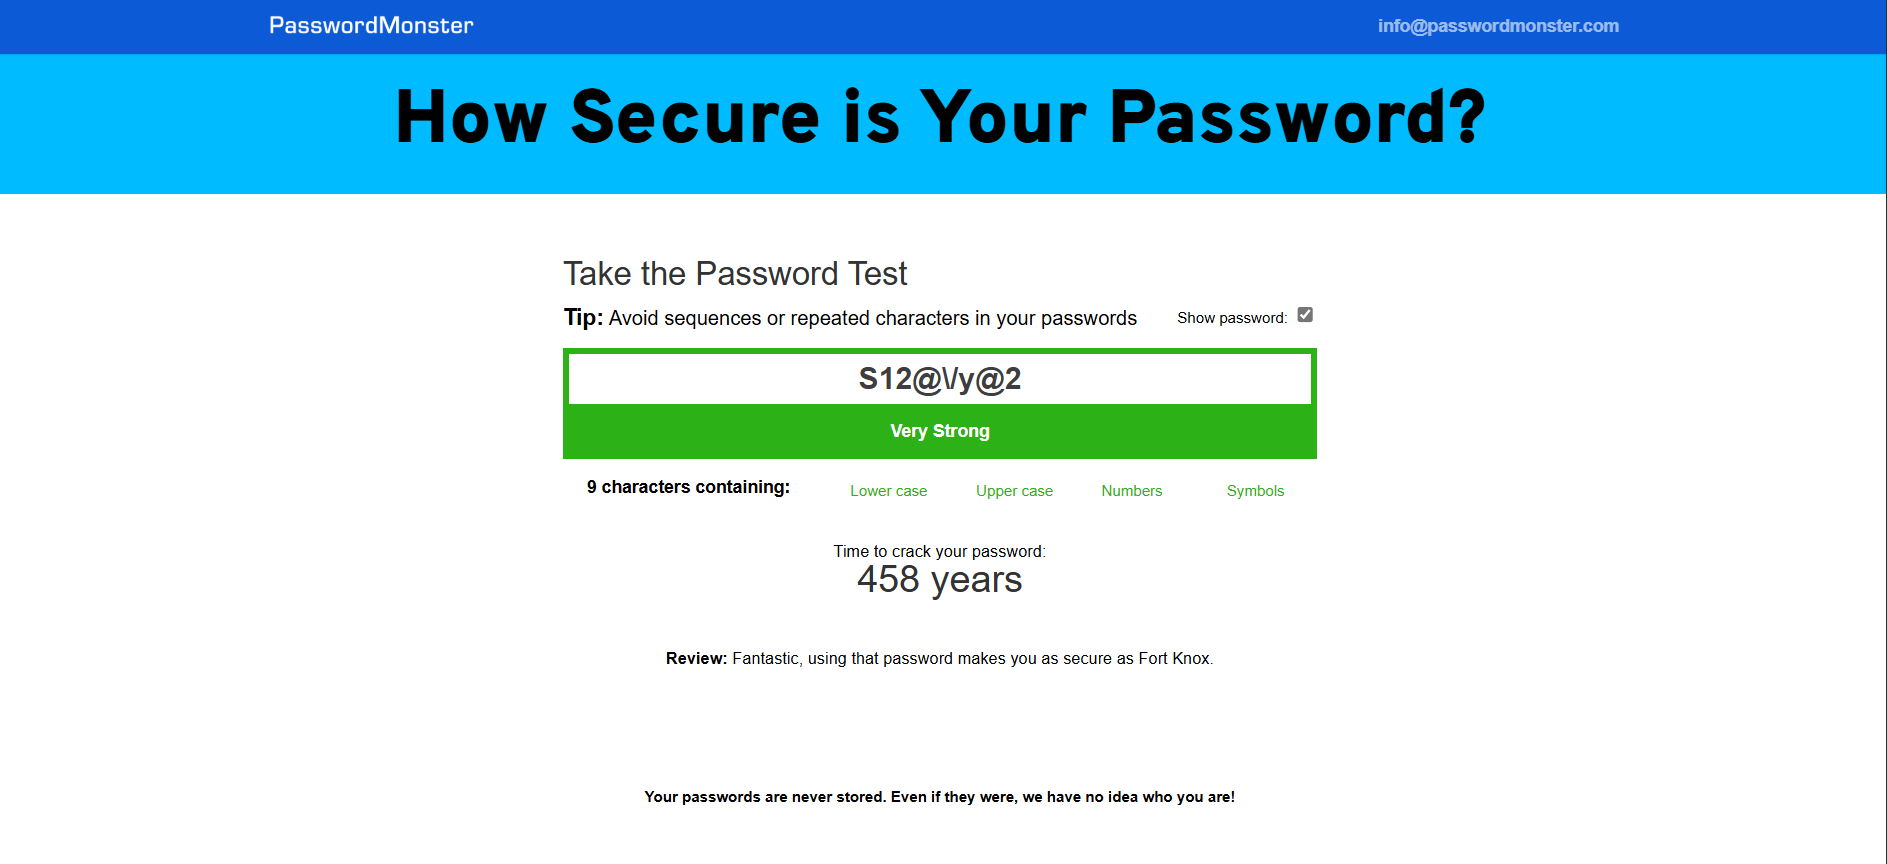 PasswordMonster
info@passwordmonster.com
How Secure is Your Password?
Take the Password Test
Tip: Avoid sequences or repeated characters in your passwords
Show password:
S12@\/y@2
Very Strong
9 characters containing:
Lower case
Upper case
Numbers
Symbols
Time to crack your password:
458 years
Review: Fantastic, using that password makes you as secure as Fort Knox.
Your passwords are never stored. Even if they were, we have no idea who you are!